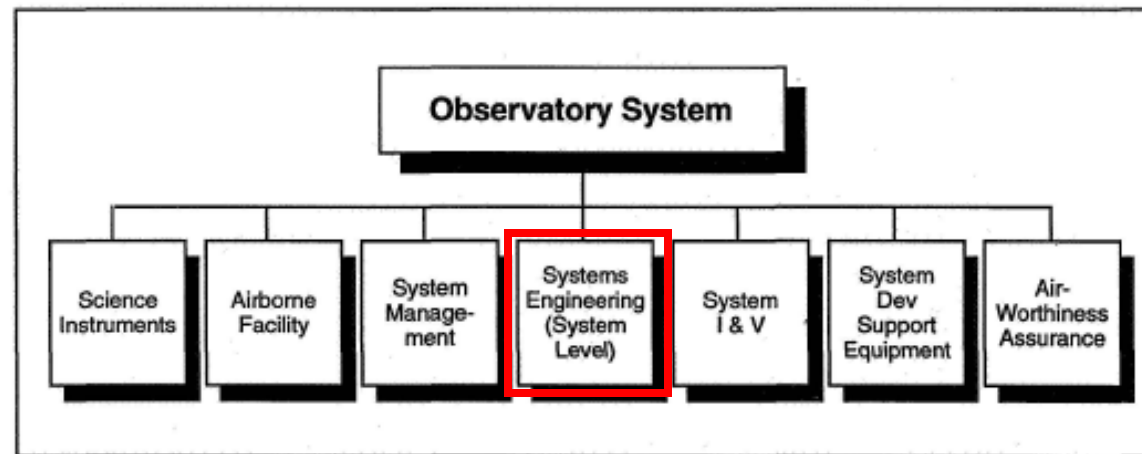 Observatory System
Science
Instruments
Airborne
Facility
System
Manage-
ment
Systems
Engineering
(System
Level)
System
I & V
System
Dev
Support
Equipment
Air-
Worthiness
Assurance